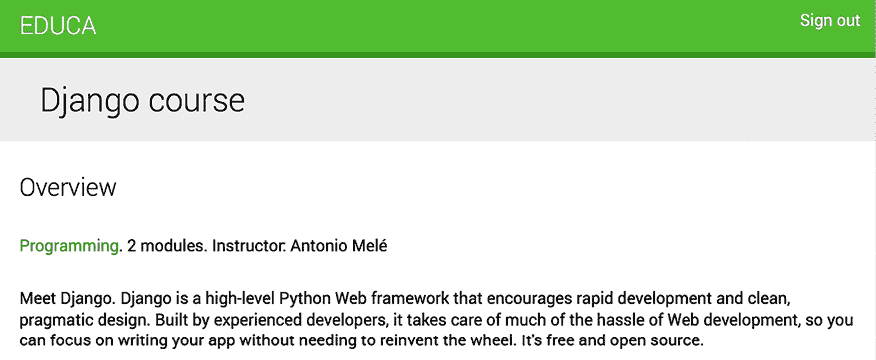 EDUCA
Sign out
Django course
Overview
Programming. 2 modules. Instructor: Antonio Melé
Meet Django. Django is a high-level Python Web framework that encourages rapid development and clean,
pragmatic design. Built by experienced developers, it takes care of much of the hassle of Web development, so you
can focus on writing your app without needing to reinvent the wheel. It's free and open source.